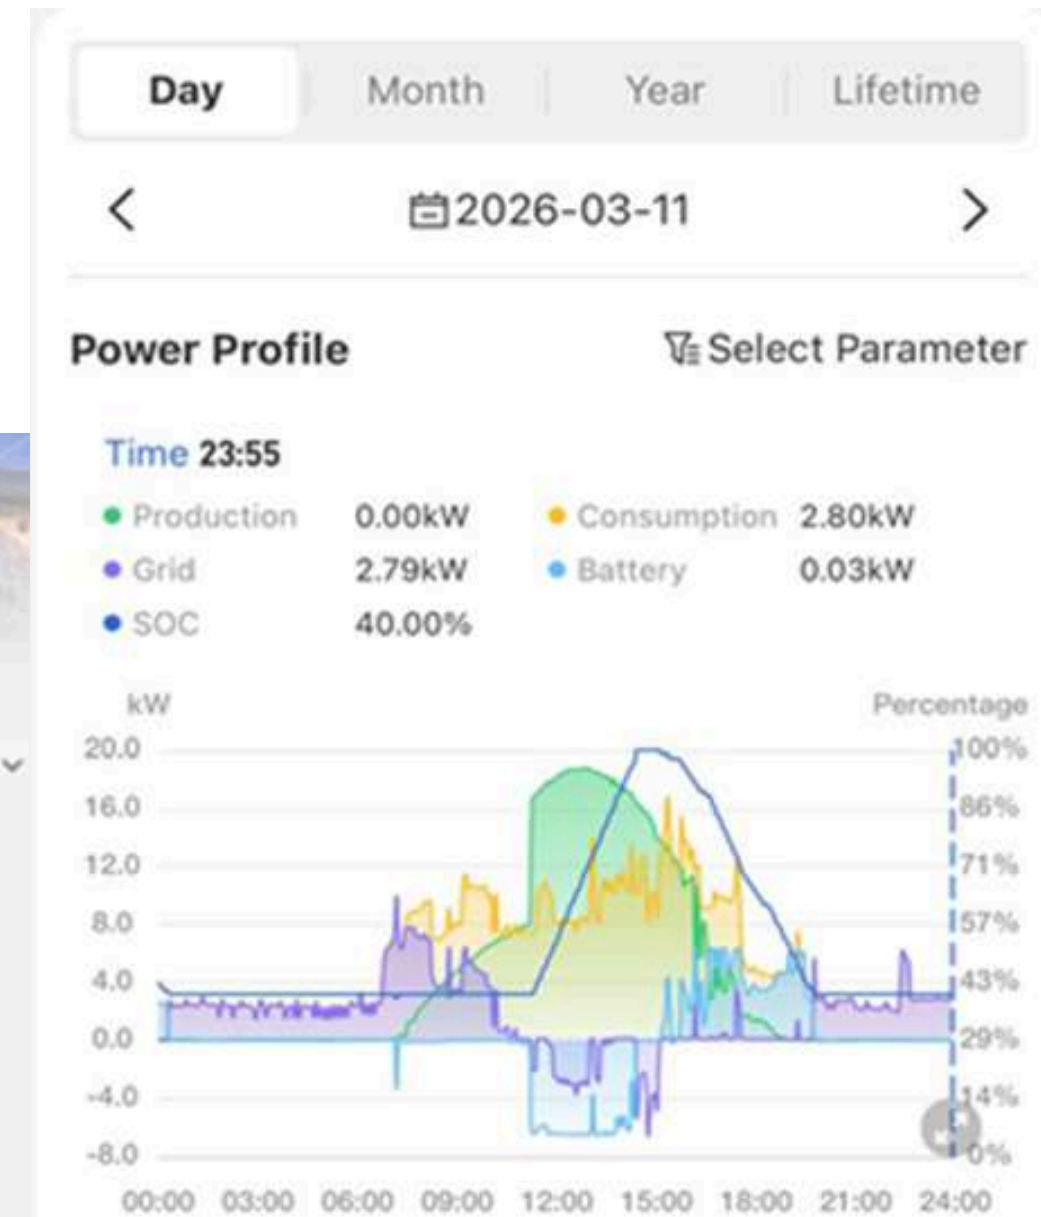 Day Month Year Lifetime
2026-03-11
Power Profile Select Parameter
Time 23:55
Production 0.00kW Consumption 2.80kW
Grid 2.79kW Battery 0.03kW
SOC 40.00%
kW Percentage
20.0 100%
16.0 86%
12.0 71%
8.0 57%
4.0 43%
0.0 29%
-4.0 14%
-8.0 0%
00:00 03:00 06:00 09:00 12:00 15:00 18:00 21:00 24:00